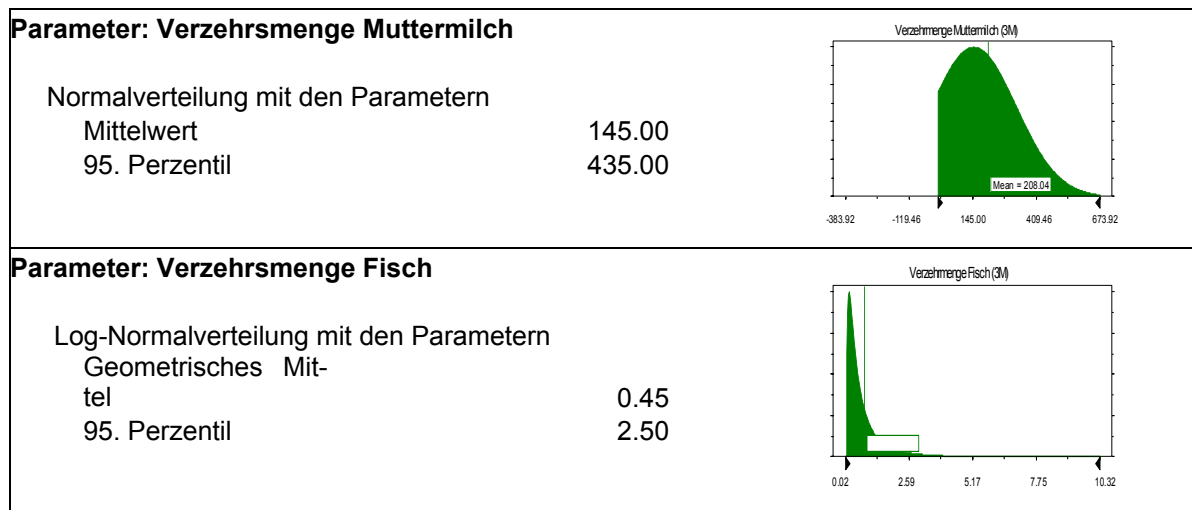 Parameter: Verzehrsmenge Muttermilch
Normalverteilung mit den Parametern
Mittelwert 145.00
95. Perzentil 435.00
Verzehrmenge Muttermilch (3M)
Mean = 208.04
-383.92 -119.46 145.00 409.46 673.92
Parameter: Verzehrsmenge Fisch
Log-Normalverteilung mit den Parametern
Geometrisches Mit-
tel 0.45
95. Perzentil 2.50
Verzehrmenge Fisch (3M)
0.02 2.59 5.17 7.75 10.32